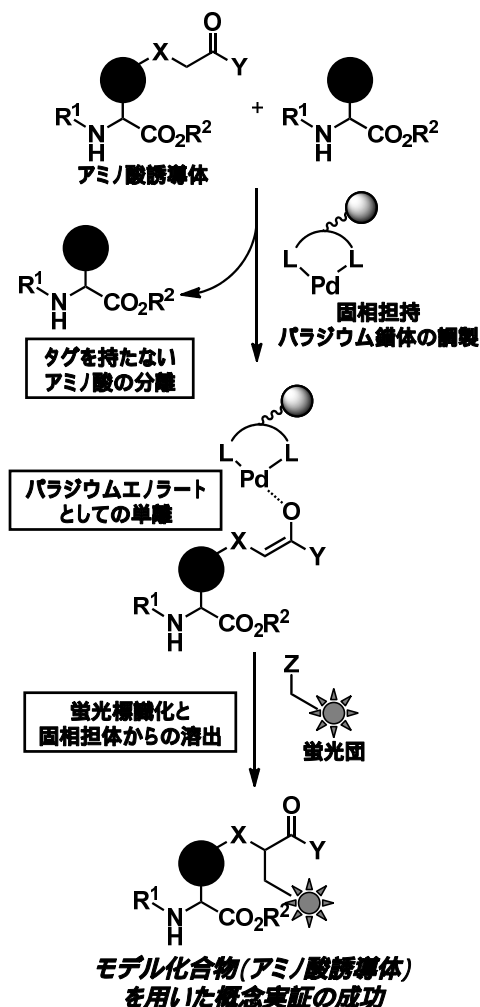 O
X
Y
R¹
N
H
CO₂R²
+
R¹
N
H
CO₂R²
アミノ酸誘導体
L
L
Pd
固相担持
パラジウム錯体の調製
R¹
N
H
CO₂R²
タグを持たない
アミノ酸の分離
L
L
Pd
パラジウムエノラート
としての単離
O
X
Y
R¹
N
H
CO₂R²
Z
蛍光標識化と
固相担体からの溶出
蛍光団
O
X
Y
R¹
N
H
CO₂R²
モデル化合物(アミノ酸誘導体)
を用いた概念実証の成功